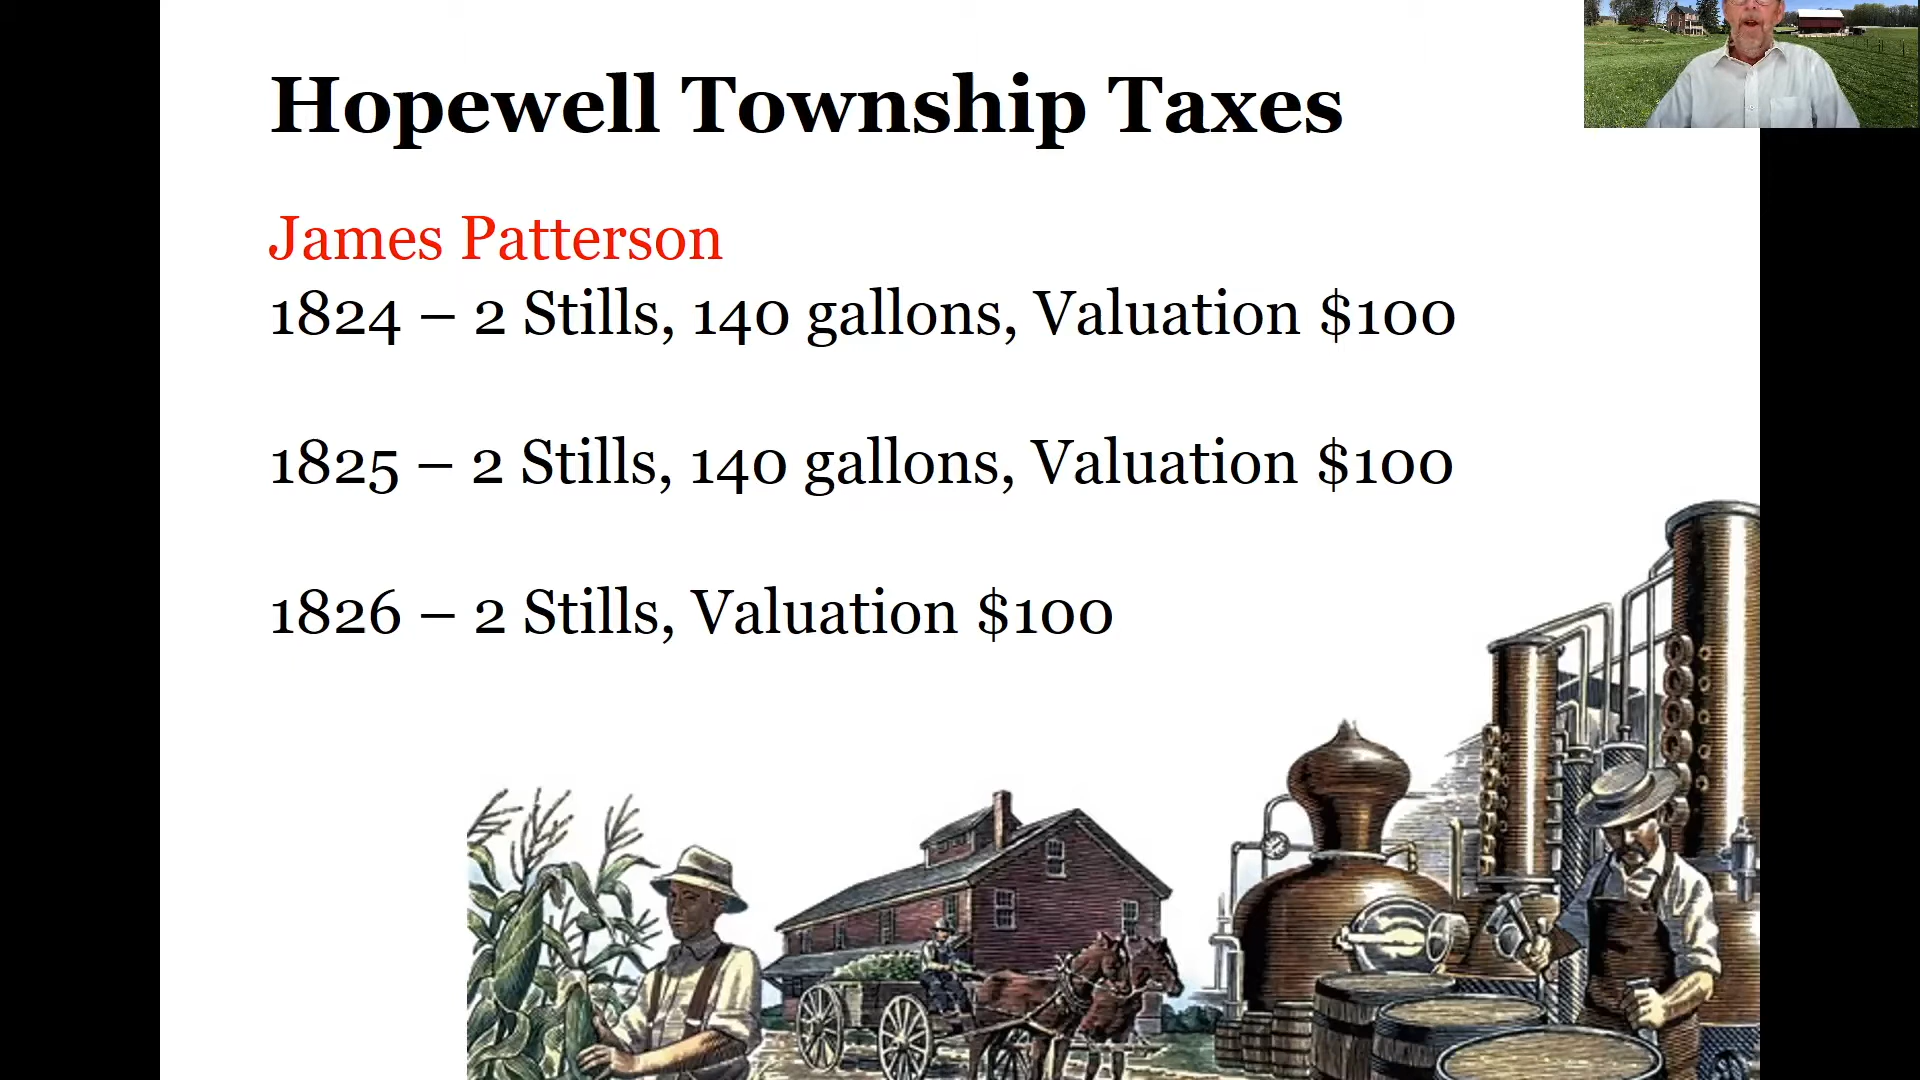 Hopewell Township Taxes
James Patterson
1824 – 2 Stills, 140 gallons, Valuation $100
1825 – 2 Stills, 140 gallons, Valuation $100
1826 – 2 Stills, Valuation $100